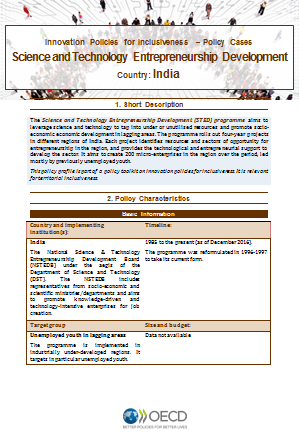 Innovation Policies for Inclusiveness – Policy Cases
Science and Technology Entrepreneurship Development
Country: India
1. Short Description
The Science and Technology Entrepreneurship Development (STED) programme aims to
leverage science and technology to tap into under or unutilised resources and promote socio-
economic economic development in lagging areas. The programme rolls out four-year projects
in different regions of India. Each project identifies resources and sectors of opportunity for
entrepreneurship in the region, and provides the technological and entrepreneurial support to
develop the sector. It aims to create 200 micro-enterprises in the region over the period, led
mostly by previously unemployed youth.
This policy profile is part of a policy toolkit on innovation policies for inclusiveness. It is relevant
for territorial inclusiveness.
2. Policy Characteristics
Basic Information
Country and implementing
institution(s):
Timeline:
India
The National Science & Technology
Entrepreneurship Development Board
(NSTEDB) under the aegis of the
Department of Science and Technology
(DST). The NSTEDB includes
representatives from socio-economic and
scientific ministries/departments and aims
to promote knowledge-driven and
technology-intensive enterprises for job
creation.
1985 to the present (as of December 2016).
The programme was reformulated in 1996-1997
to take its current form.
Target group
Size and budget:
Unemployed youth in lagging areas
The programme is implemented in
industrially under-developed regions. It
targets in particular unemployed youth.
Data not available
OECD
BETTER POLICIES FOR BETTER LIVES